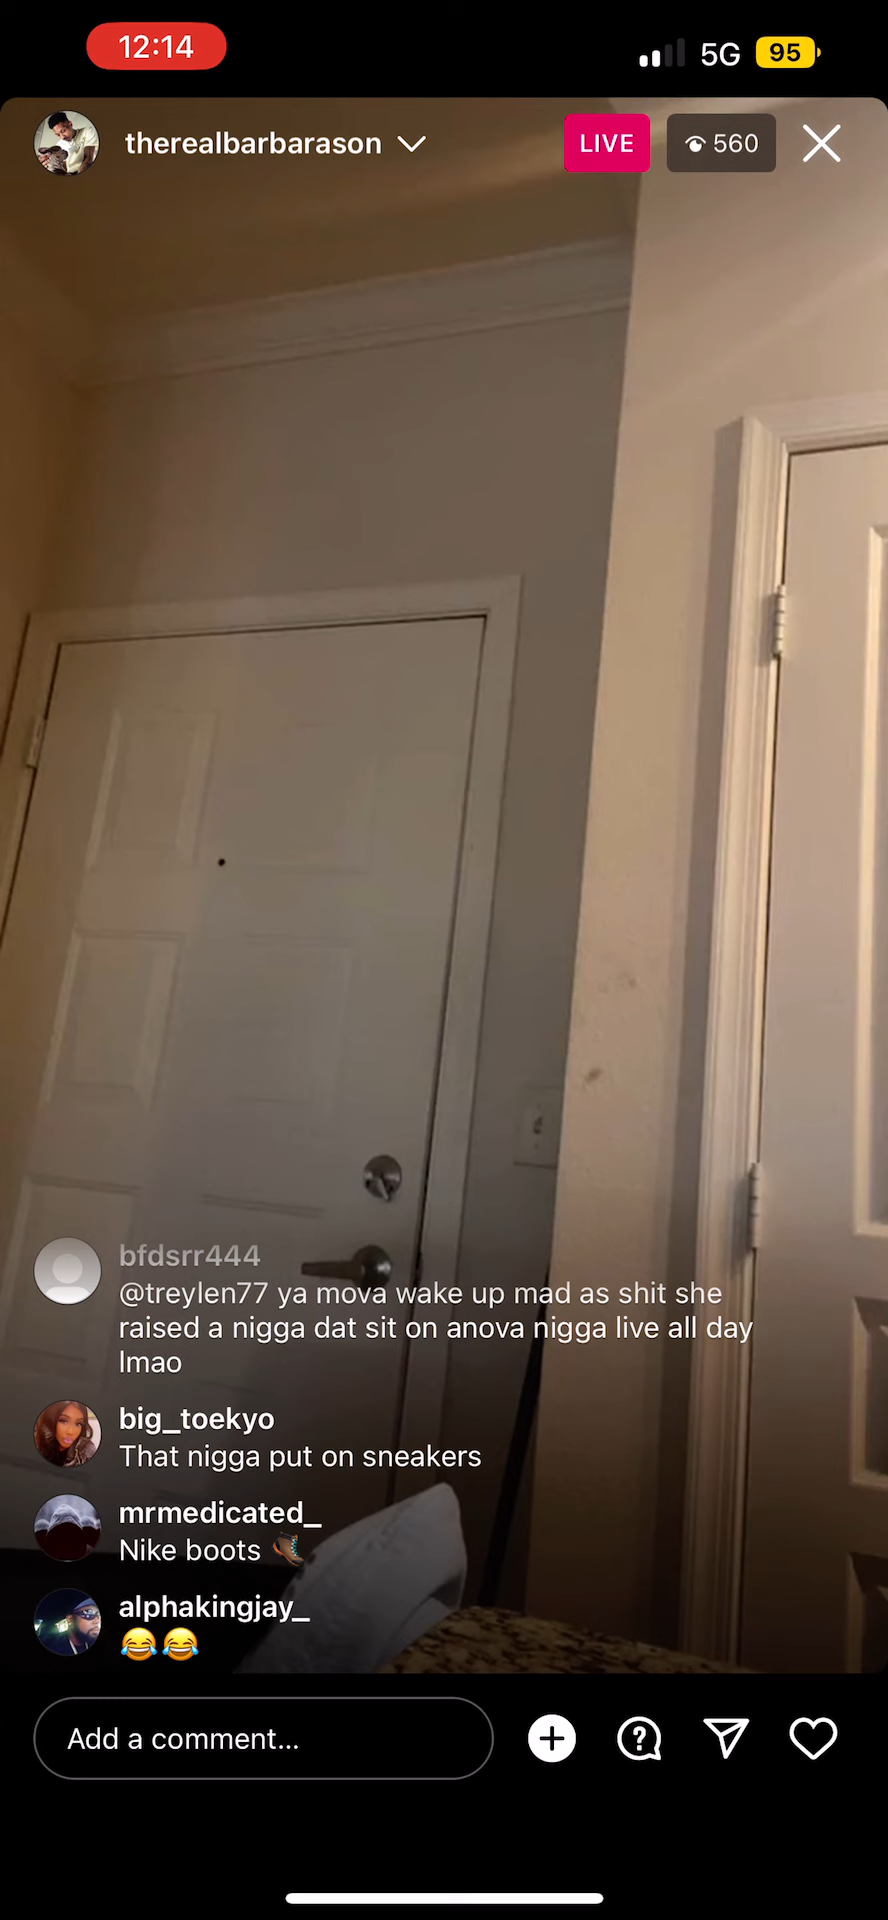 12:14
5G
95
therealbarbarason
LIVE
560
bfdsrr444
@treylen77 ya mova wake up mad as shit she
raised a nigga dat sit on anova nigga live all day
lmao
big_toekyo
That nigga put on sneakers
mrmedicated_
Nike boots 🥾
alphakingjay_
😂😂
Add a comment...